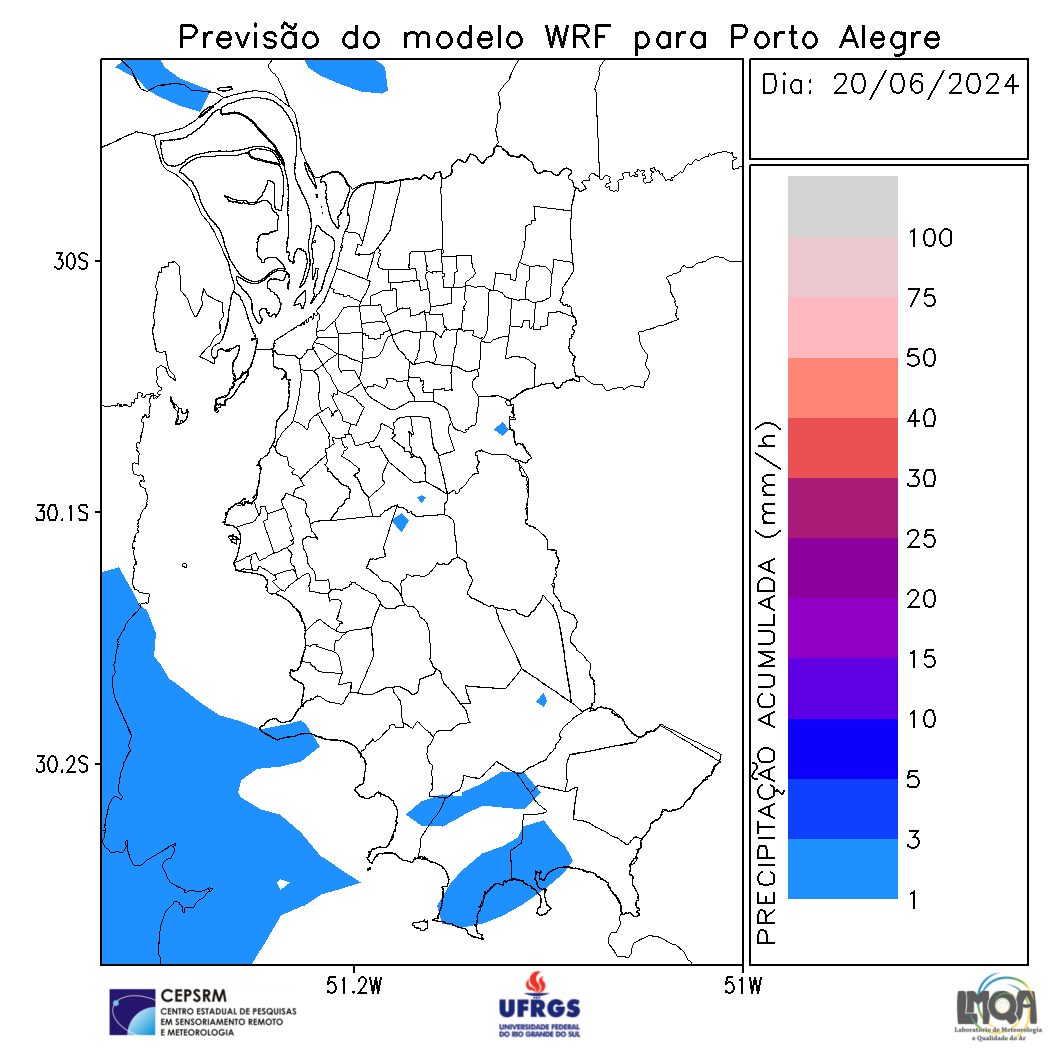 Previsão do modelo WRF para Porto Alegre
Dia: 20/06/2024
30S
30.1S
30.2S
51.2W
51W
PRECIPITAÇÃO ACUMULADA (mm/h)
100
75
50
40
30
25
20
15
10
5
3
1
CEPSRM
CENTRO ESTADUAL DE PESQUISAS
EM SENSORIAMENTO REMOTO
E METEOROLOGIA
UFRGS
UNIVERSIDADE FEDERAL
DO RIO GRANDE DO SUL
LMQA
Laboratório de Meteorologia
e Qualidade do Ar